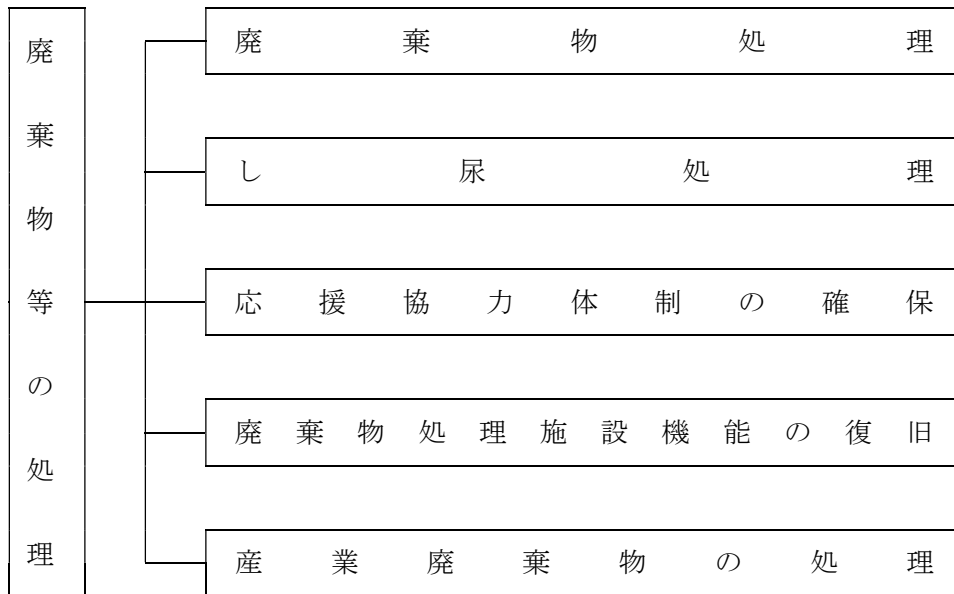 廃棄物等の処理
廃棄物処理
し尿処理
応援協力体制の確保
廃棄物処理施設機能の復旧
産業廃棄物の処理